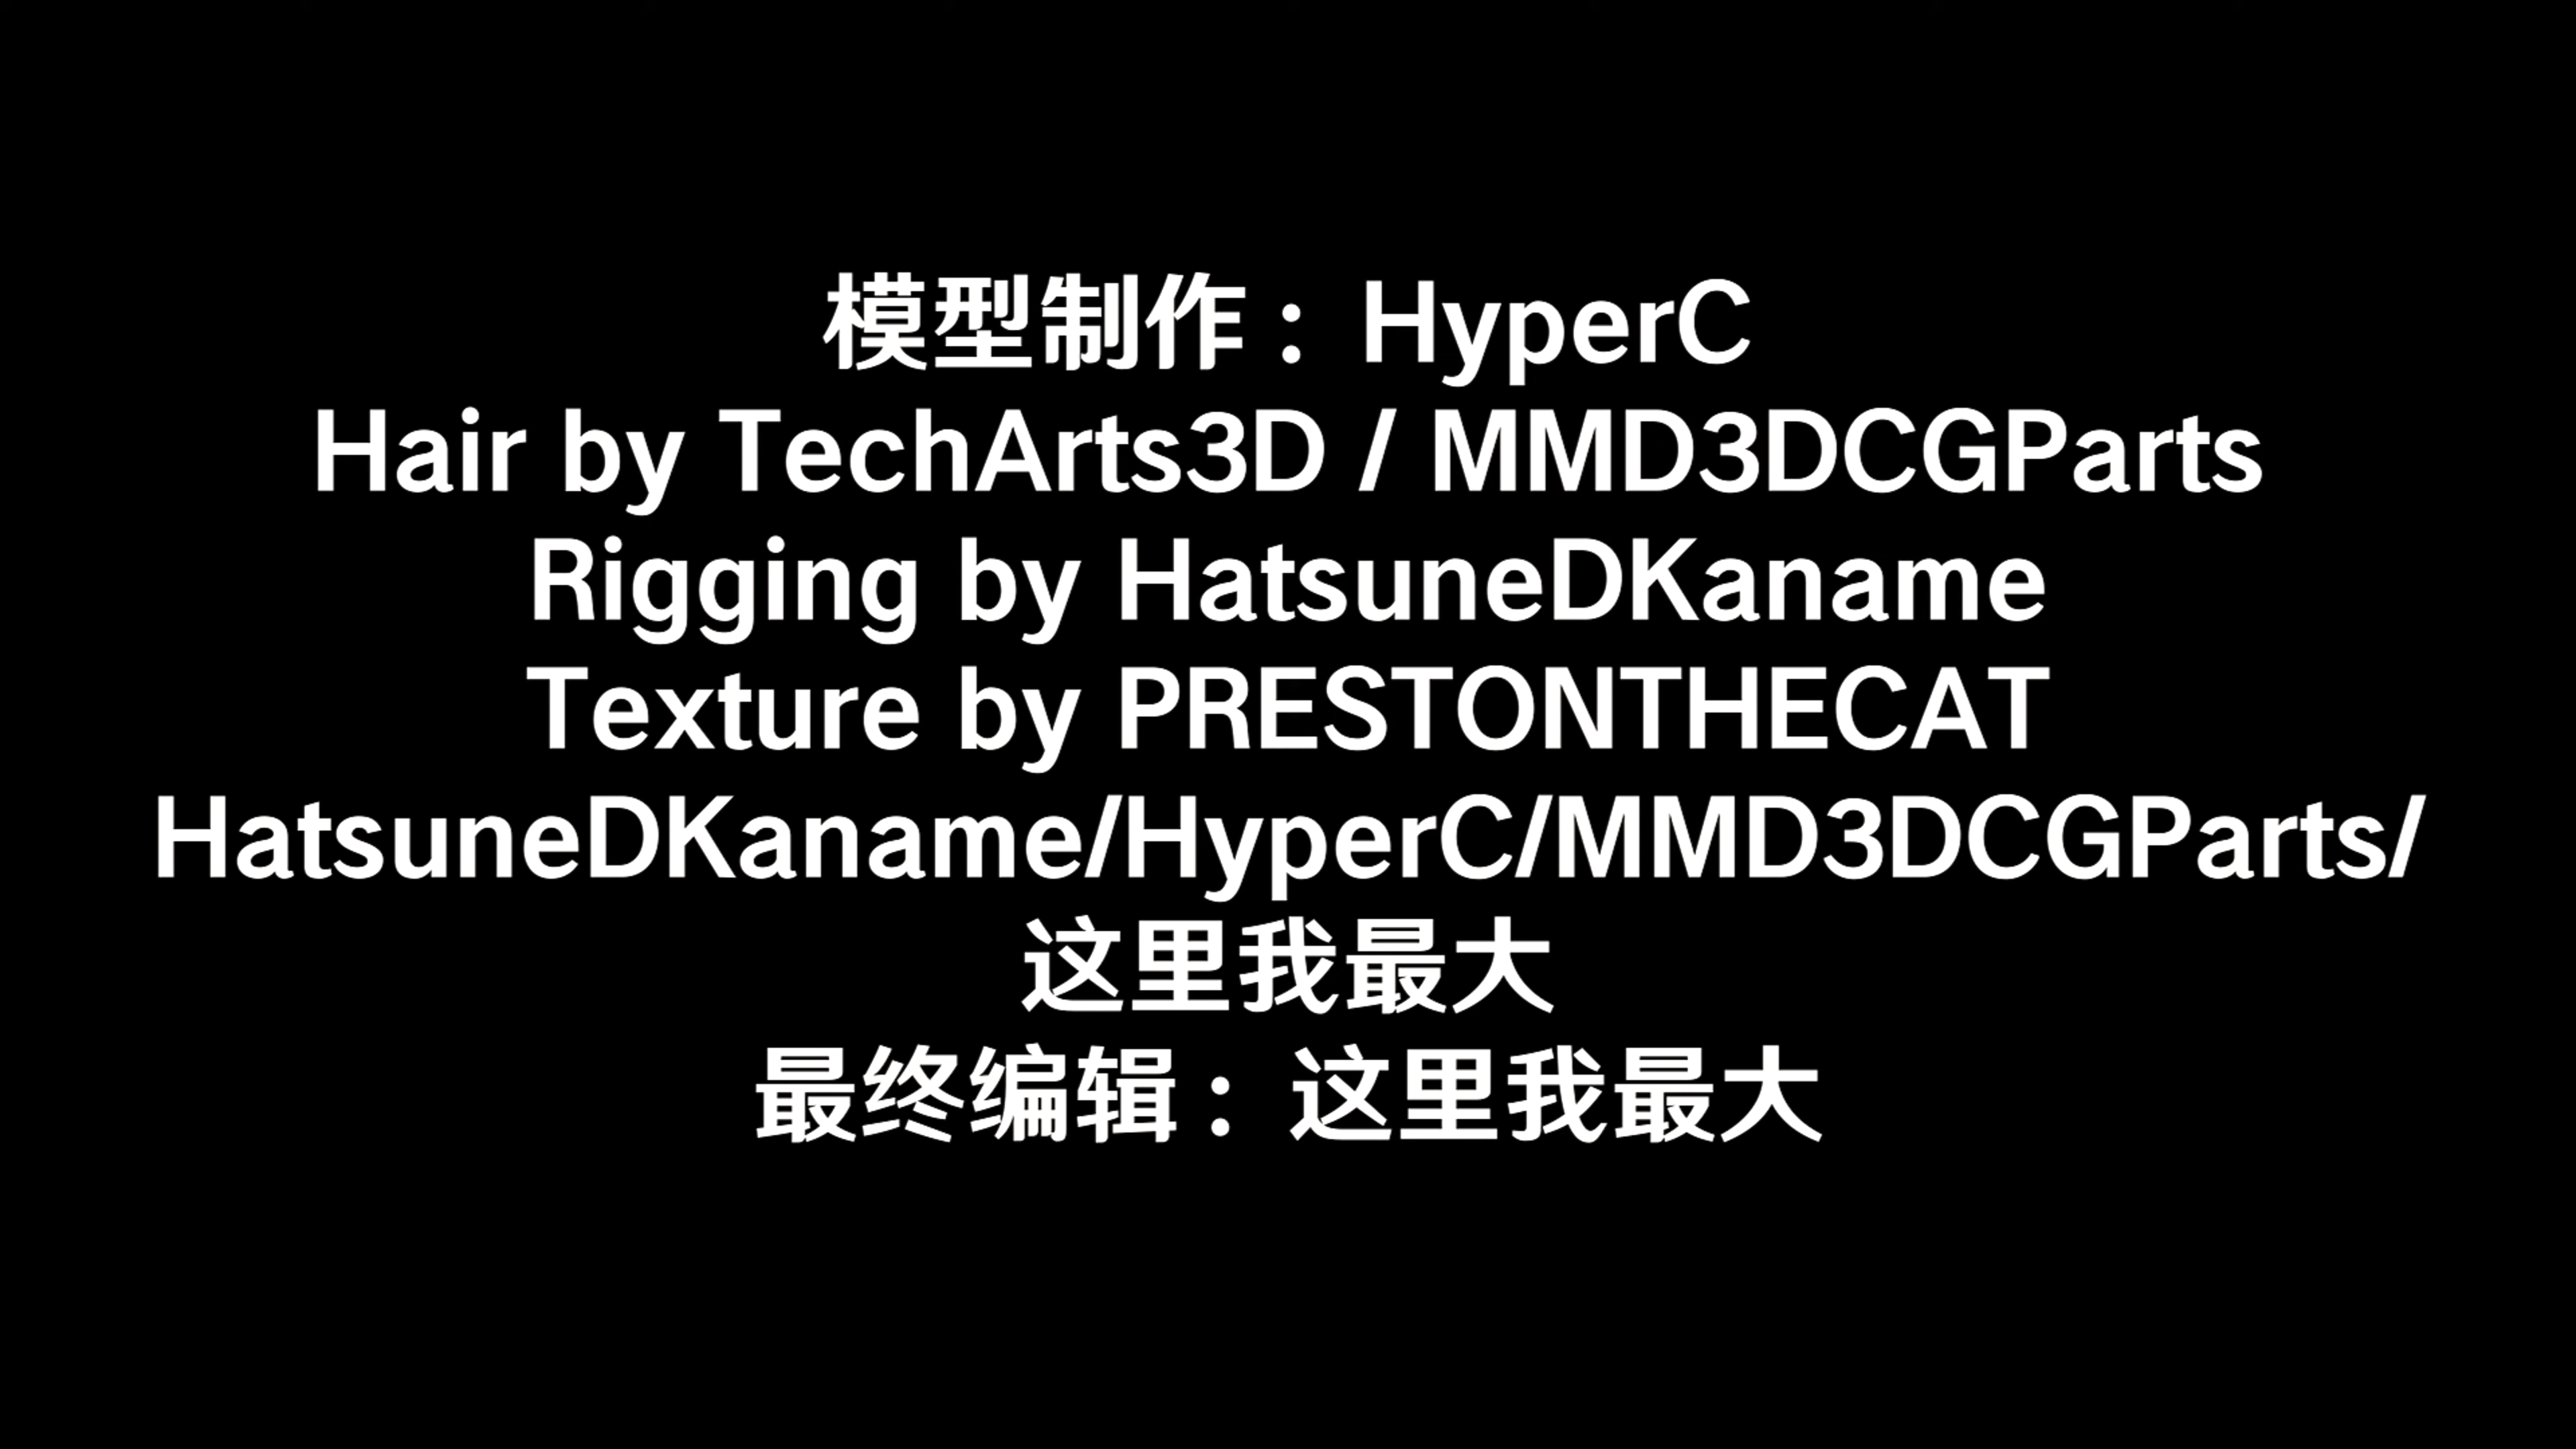 模型制作：HyperC
Hair by TechArts3D / MMD3DCGParts
Rigging by HatsuneDKaname
Texture by PRESTONTHECAT
HatsuneDKaname/HyperC/MMD3DCGParts/
这里我最大
最终编辑：这里我最大